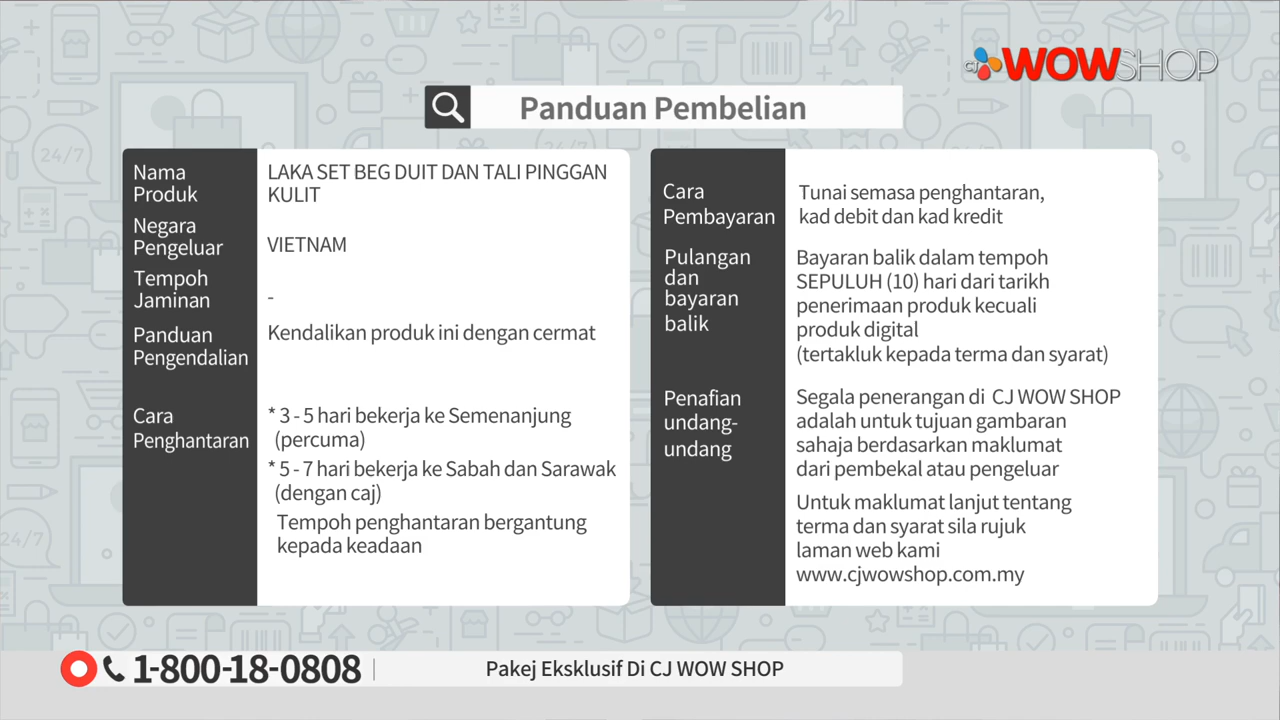 CJ WOWSHOP
Panduan Pembelian
Nama
Produk
LAKA SET BEG DUIT DAN TALI PINGGAN
KULIT
Negara
Pengeluar
VIETNAM
Tempoh
Jaminan
-
Panduan
Pengendalian
Kendalikan produk ini dengan cermat
Cara
Penghantaran
* 3 - 5 hari bekerja ke Semenanjung
(percuma)
* 5 - 7 hari bekerja ke Sabah dan Sarawak
(dengan caj)
Tempoh penghantaran bergantung
kepada keadaan
Cara
Pembayaran
Tunai semasa penghantaran,
kad debit dan kad kredit
Pulangan
dan
bayaran
balik
Bayaran balik dalam tempoh
SEPULUH (10) hari dari tarikh
penerimaan produk kecuali
produk digital
(tertakluk kepada terma dan syarat)
Penafian
undang-
undang
Segala penerangan di CJ WOW SHOP
adalah untuk tujuan gambaran
sahaja berdasarkan maklumat
dari pembekal atau pengeluar
Untuk maklumat lanjut tentang
terma dan syarat sila rujuk
laman web kami
www.cjwowshop.com.my
1-800-18-0808
Pakej Eksklusif Di CJ WOW SHOP
24/7
24/7